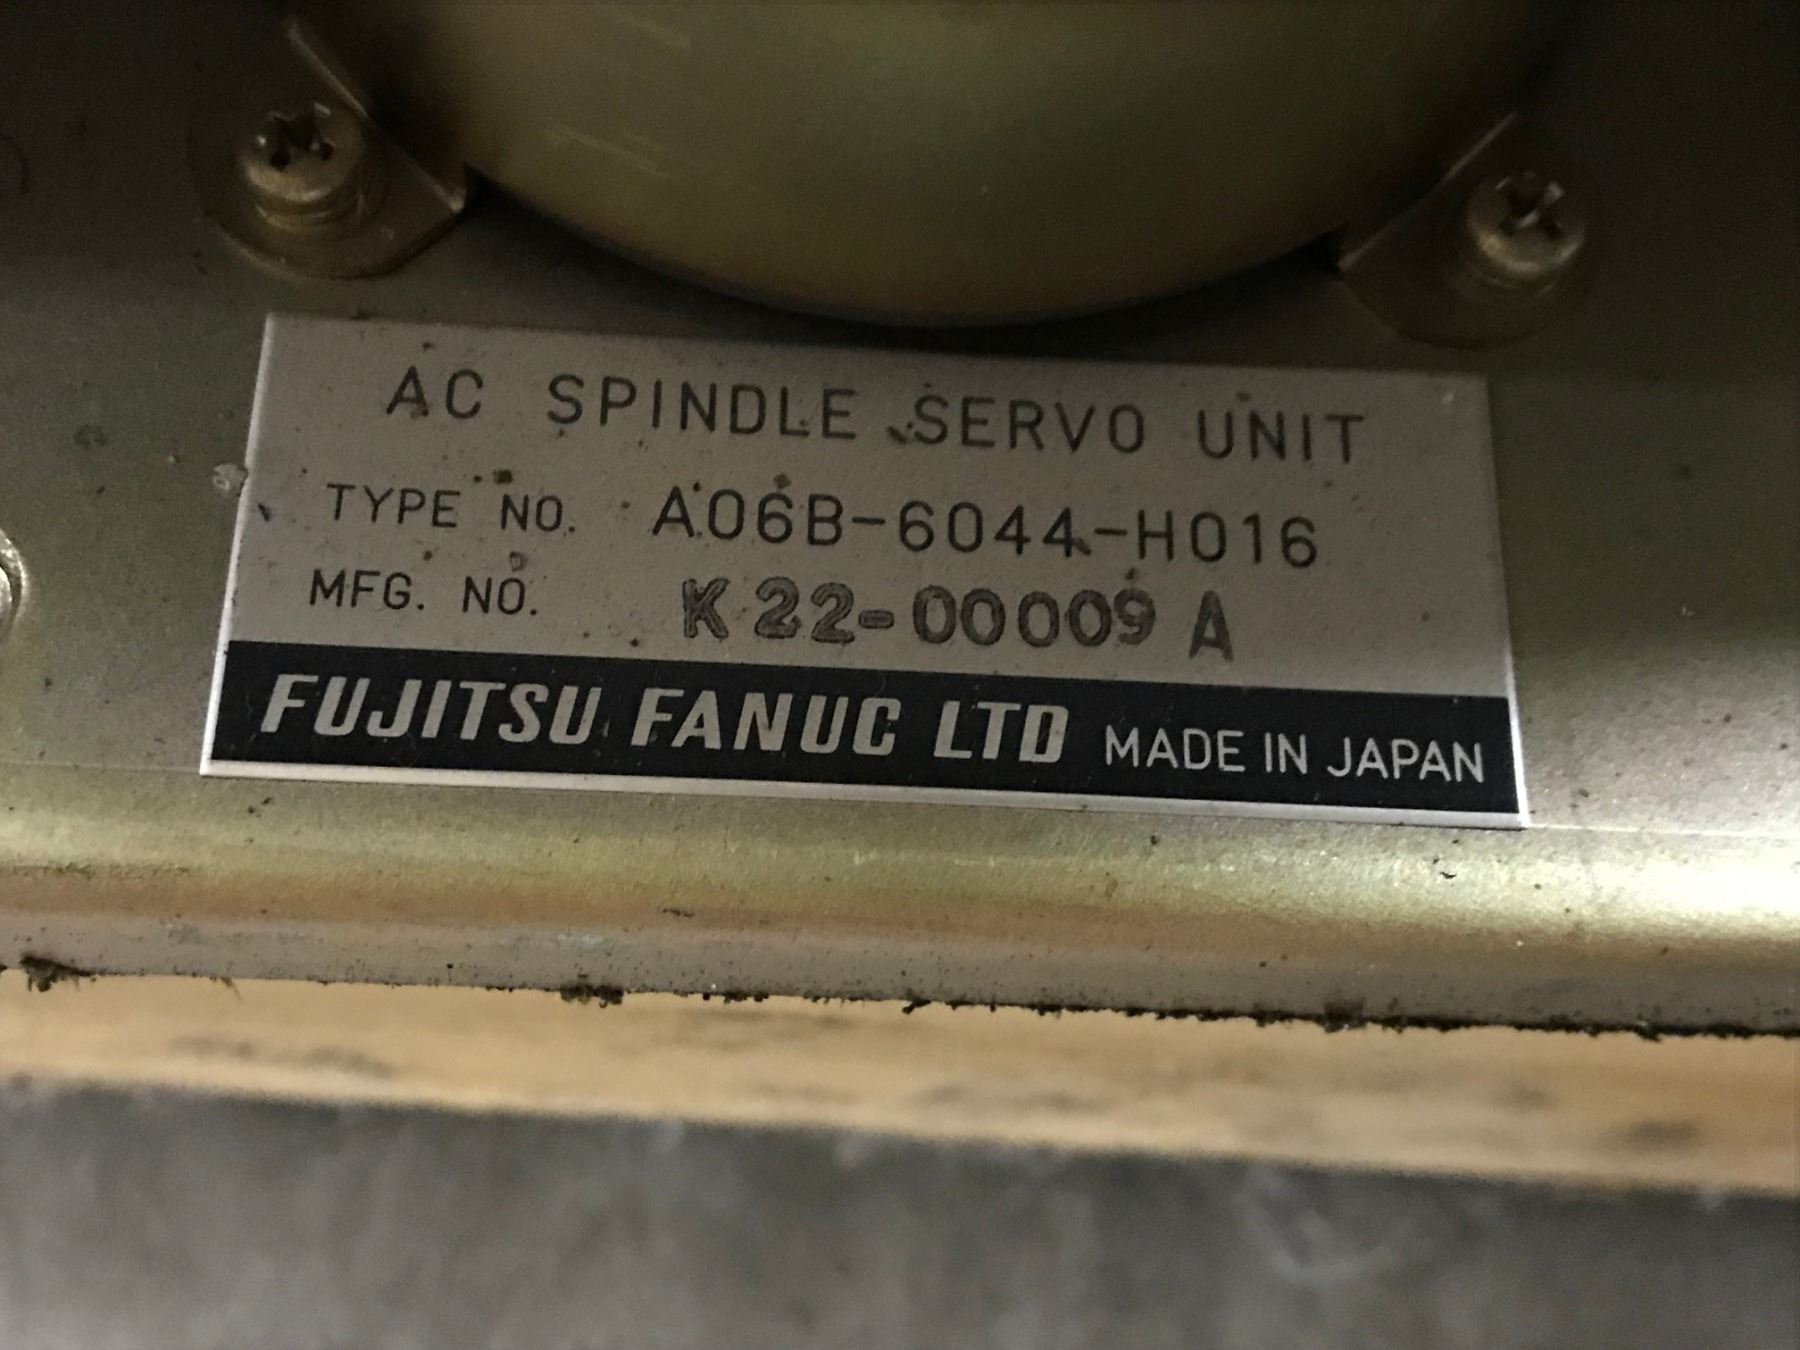 AC SPINDLE SERVO UNIT
TYPE NO. A06B-6044-H016
MFG. NO. K22-00009 A
FUJITSU FANUC LTD MADE IN JAPAN